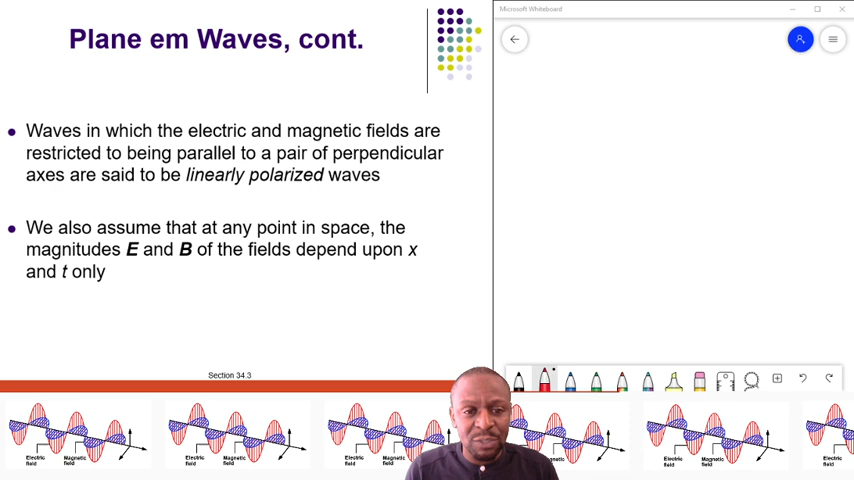 Plane em Waves, cont.
Microsoft Whiteboard
Waves in which the electric and magnetic fields are
restricted to being parallel to a pair of perpendicular
axes are said to be linearly polarized waves
We also assume that at any point in space, the
magnitudes E and B of the fields depend upon x
and t only
Section 34.3
Electric field
Magnetic field
Electric field
Magnetic field
Electric field
Magnetic field
Magnetic field
Electric field
Magnetic field
Electric field